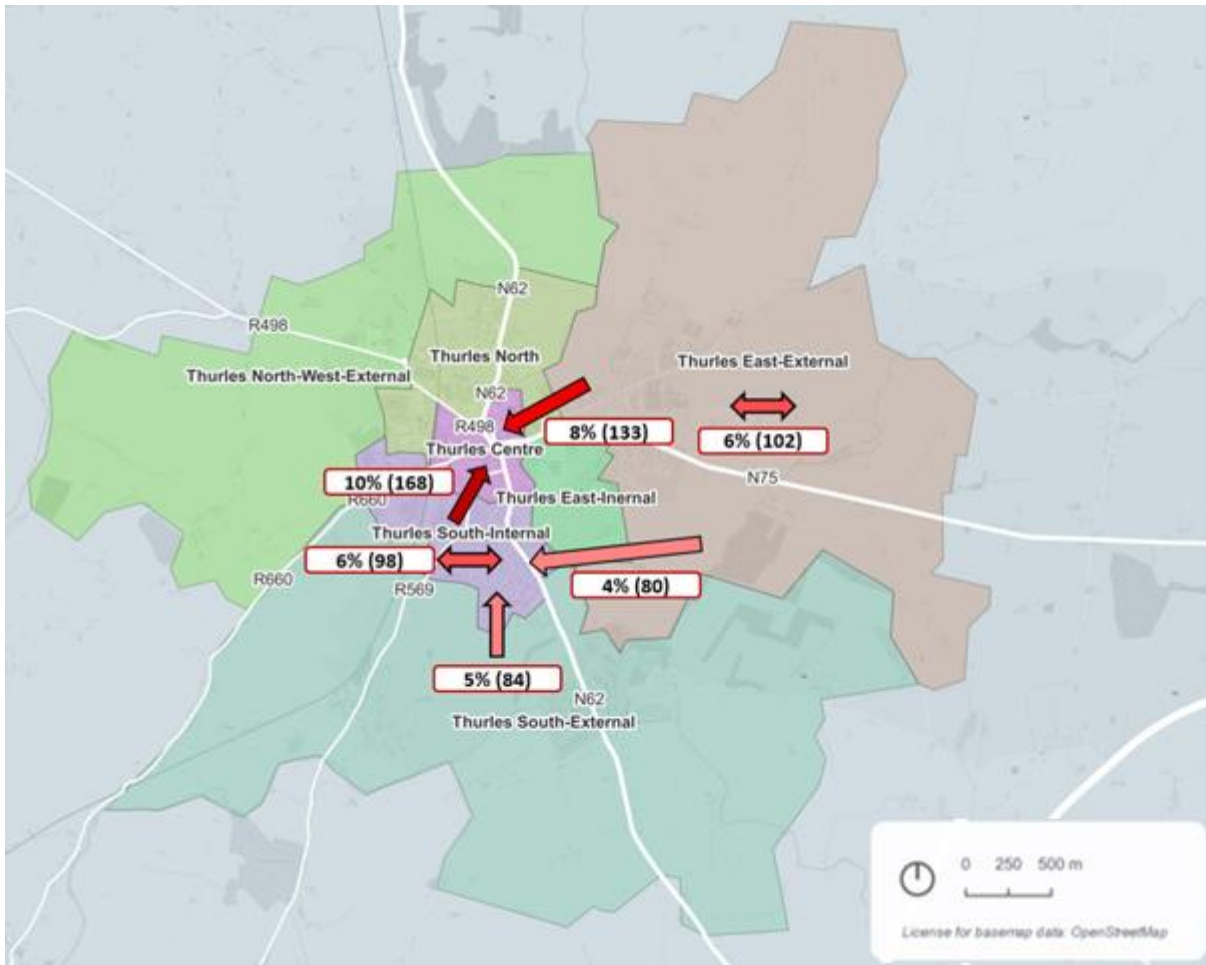 N62
R498
Thurles North
Thurles North-West-External
Thurles East-External
N62
R498
8% (133)
6% (102)
Thurles Centre
N75
10% (168)
R660
Thurles East-Inernal
Thurles South-Internal
6% (98)
R660
R569
4% (80)
5% (84)
N62
Thurles South-External
0 250 500 m
License for basemap data: OpenStreetMap